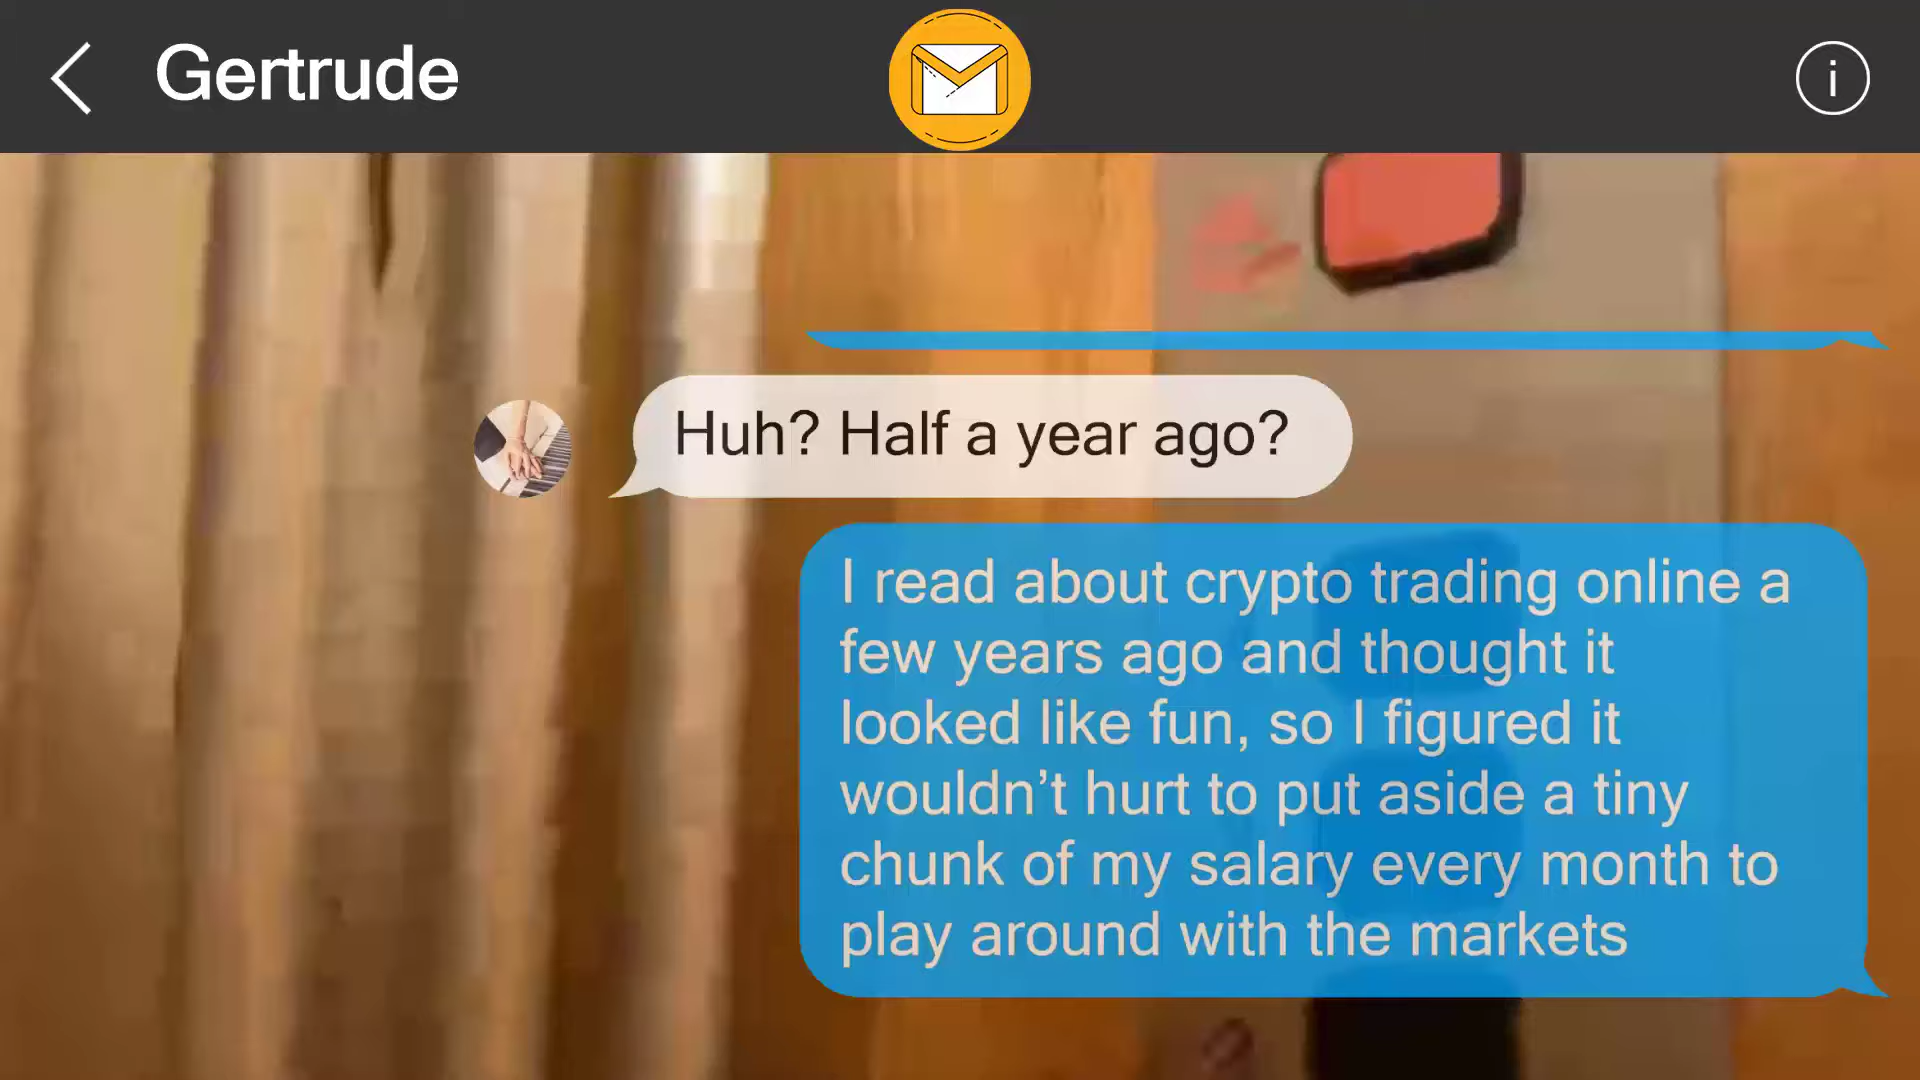 Gertrude
Huh? Half a year ago?
I read about crypto trading online a
few years ago and thought it
looked like fun, so I figured it
wouldn’t hurt to put aside a tiny
chunk of my salary every month to
play around with the markets